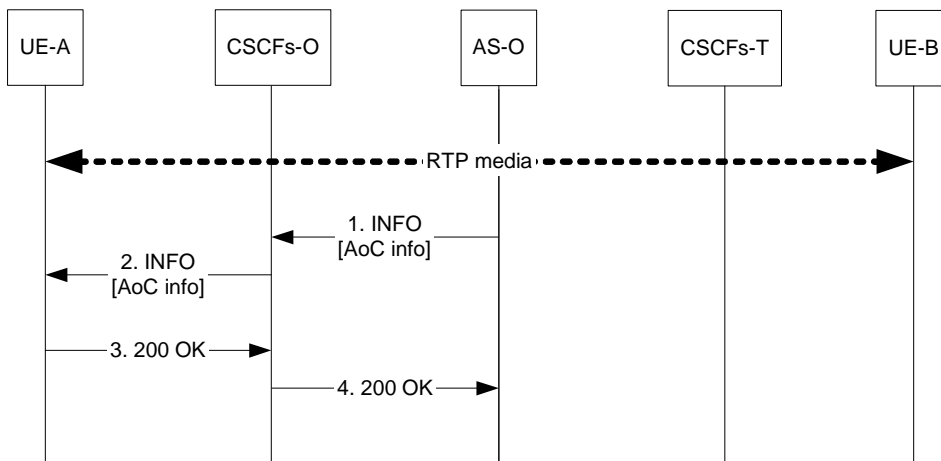 UE-A
CSCFs-O
AS-O
CSCFs-T
UE-B
RTP media
1. INFO
[AoC info]
2. INFO
[AoC info]
3. 200 OK
4. 200 OK